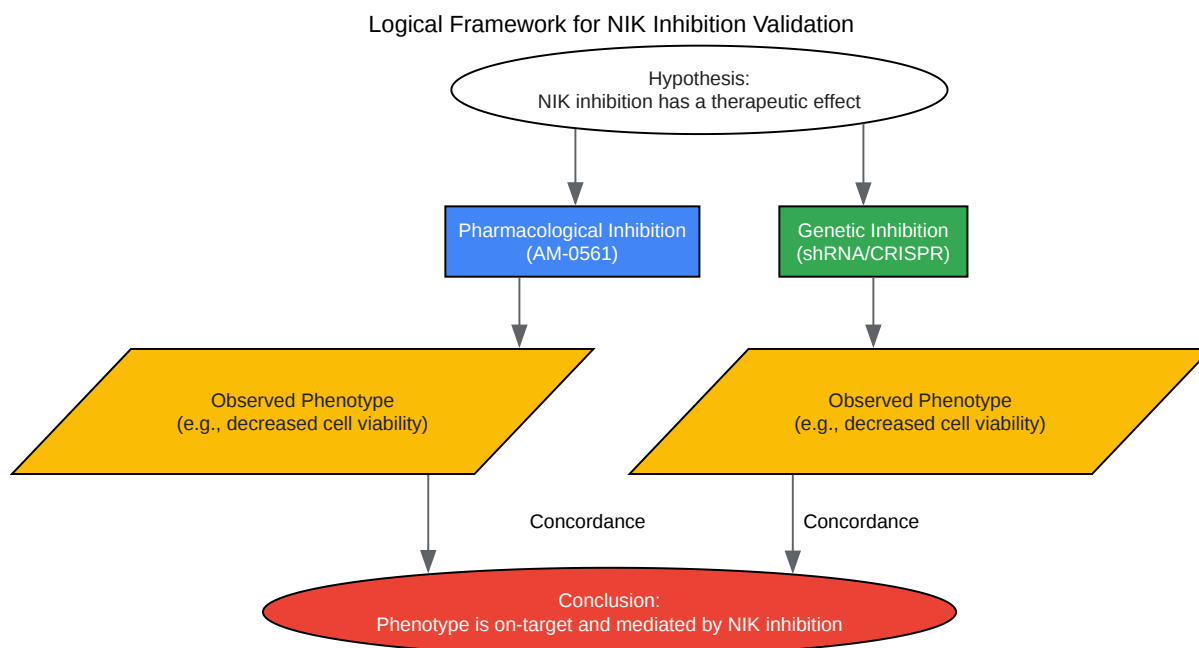 Logical Framework for NIK Inhibition Validation
Hypothesis:
NIK inhibition has a therapeutic effect
Pharmacological Inhibition
(AM-0561)
Genetic Inhibition
(shRNA/CRISPR)
Observed Phenotype
(e.g., decreased cell viability)
Observed Phenotype
(e.g., decreased cell viability)
Concordance
Concordance
Conclusion:
Phenotype is on-target and mediated by NIK inhibition